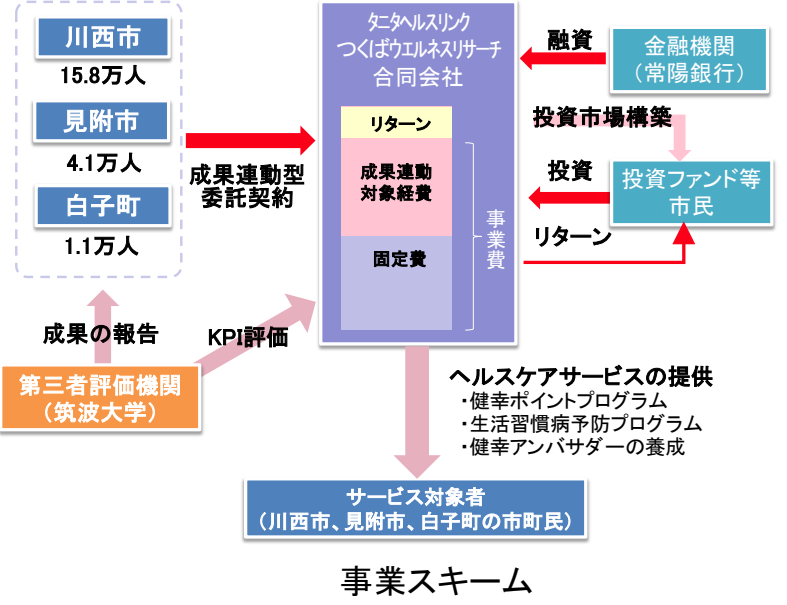 川西市
15.8万人
見附市
4.1万人
白子町
1.1万人
成果連動型
委託契約
タニタヘルスリンク
つくばウエルネスリサーチ
合同会社
リターン
成果連動
対象経費
固定費
事業費
融資
金融機関
（常陽銀行）
投資市場構築
投資
投資ファンド等
市民
リターン
成果の報告
KPI評価
第三者評価機関
（筑波大学）
ヘルスケアサービスの提供
・健幸ポイントプログラム
・生活習慣病予防プログラム
・健幸アンバサダーの養成
サービス対象者
（川西市、見附市、白子町の市町民）
事業スキーム